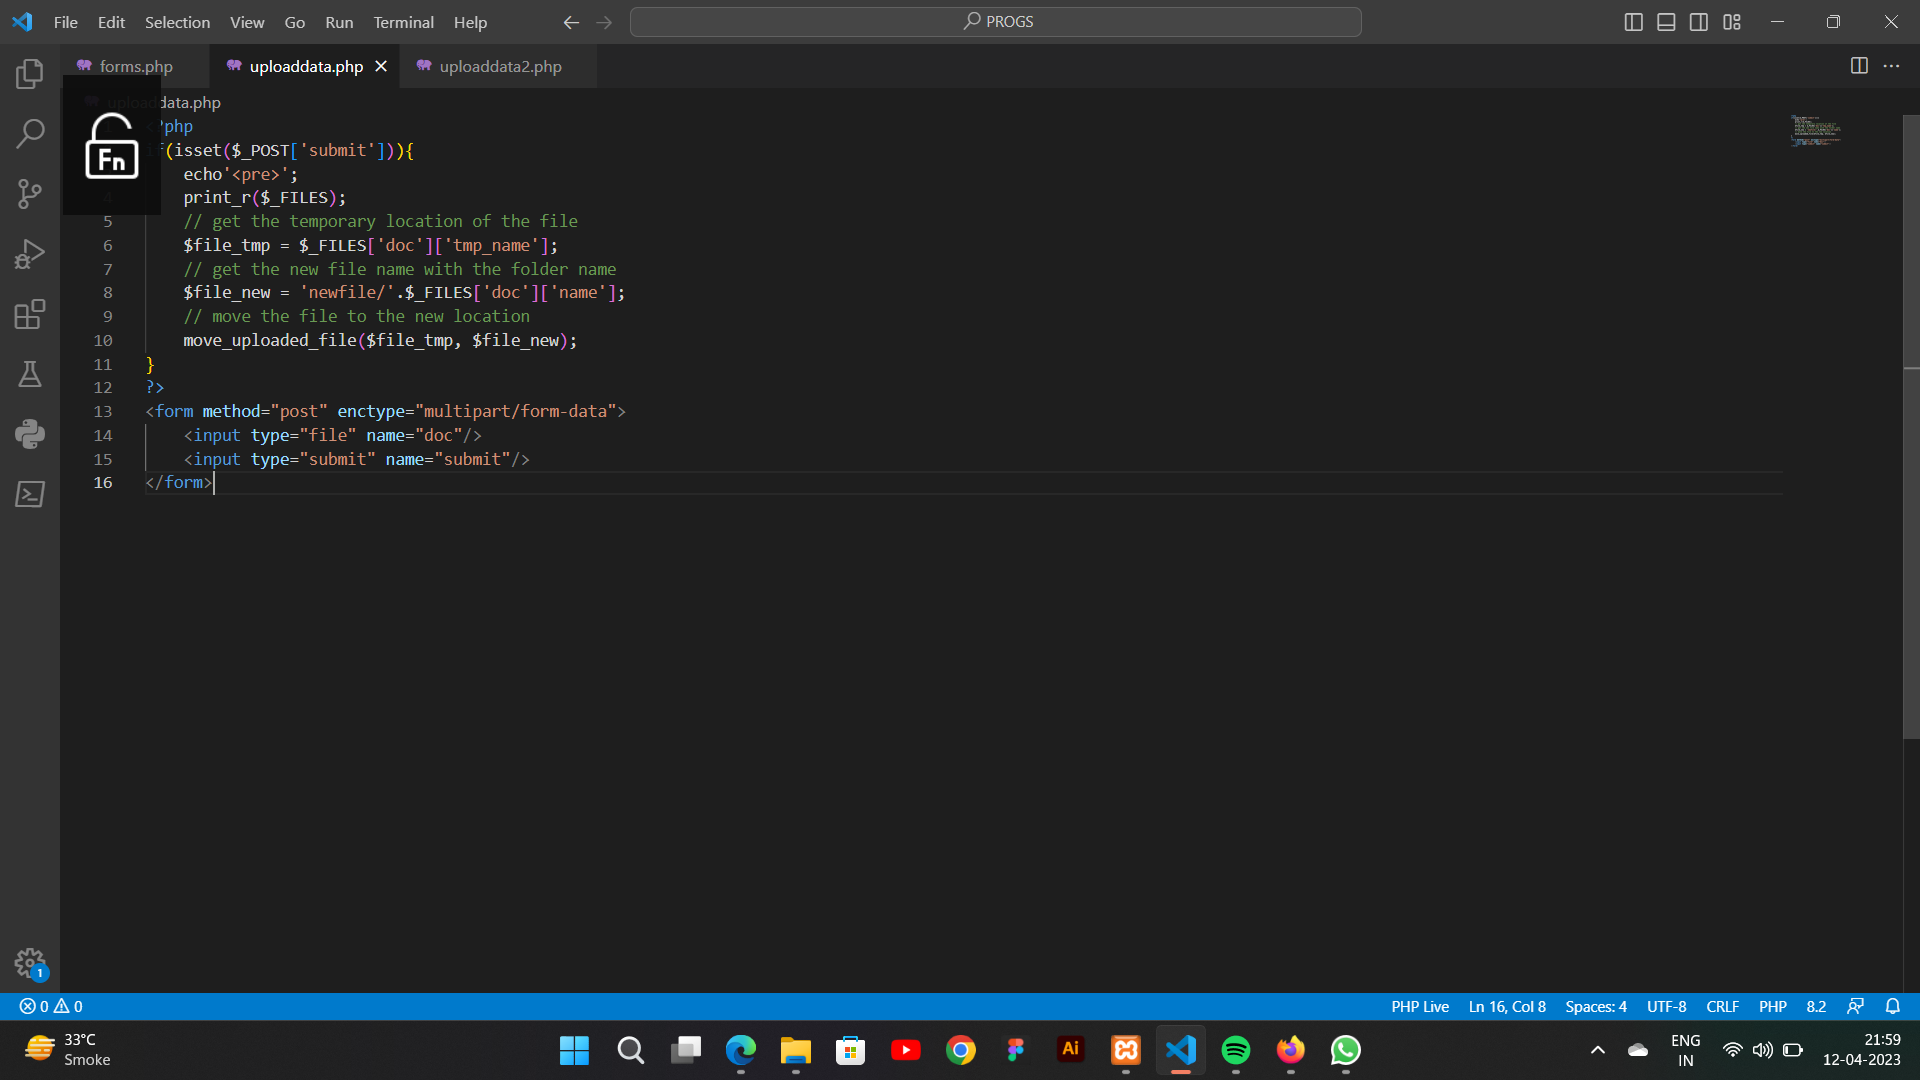 File Edit Selection View Go Run Terminal Help PROGS
forms.php uploaddata.php uploaddata2.php
uploaddata.php
?php
(isset($_POST['submit'])){
echo'<pre>';
4 print_r($_FILES);
5 // get the temporary location of the file
6 $file_tmp = $_FILES['doc']['tmp_name'];
7 // get the new file name with the folder name
8 $file_new = 'newfile/'.$_FILES['doc']['name'];
9 // move the file to the new location
10 move_uploaded_file($file_tmp, $file_new);
11 }
12 ?>
13 <form method="post" enctype="multipart/form-data">
14 <input type="file" name="doc"/>
15 <input type="submit" name="submit"/>
16 </form>
Fn
1
0 0 PHP Live Ln 16, Col 8 Spaces: 4 UTF-8 CRLF PHP 8.2
33°C
Smoke
Ai
ENG
IN
21:59
12-04-2023